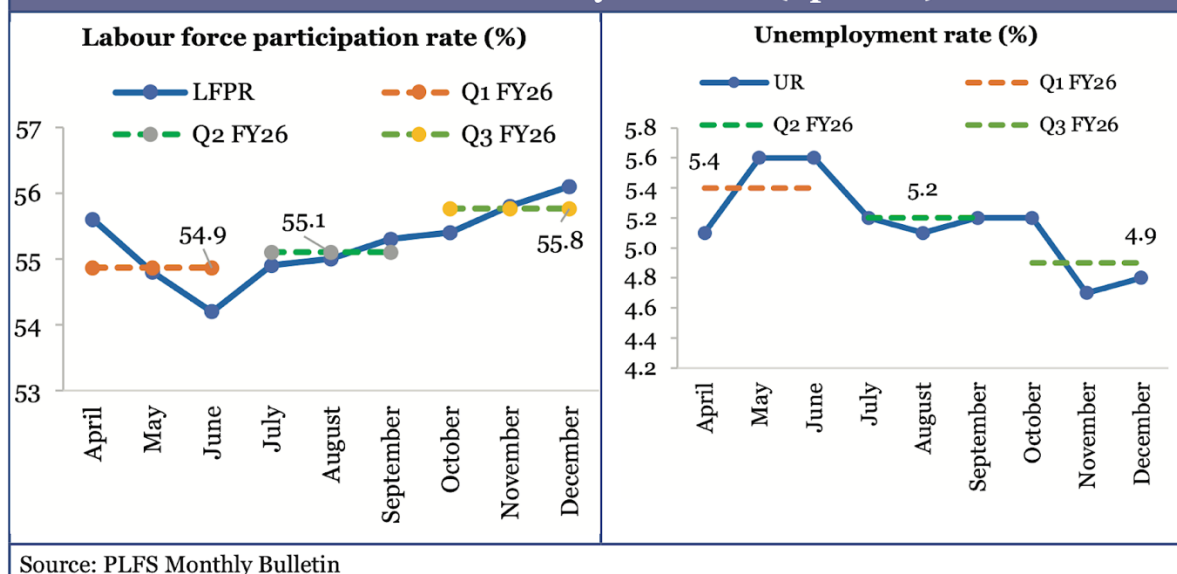 Labour force participation rate (%)
LFPR
Q1 FY26
Q2 FY26
Q3 FY26
57
56
55
54
53
54.9
55.1
55.8
April
May
June
July
August
September
October
November
December
Unemployment rate (%)
UR
Q1 FY26
Q2 FY26
Q3 FY26
5.8
5.6
5.4
5.2
5.0
4.8
4.6
4.4
4.2
5.4
5.2
4.9
April
May
June
July
August
September
October
November
December
Source: PLFS Monthly Bulletin